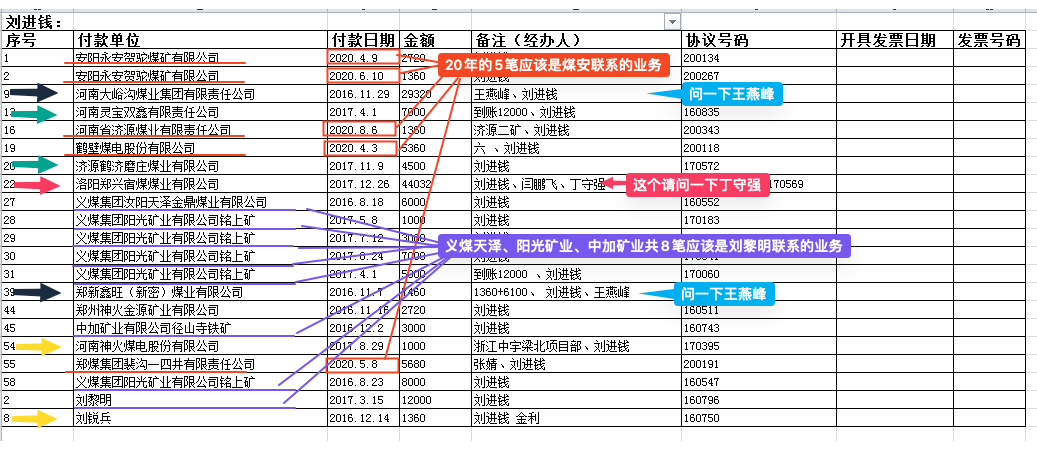 刘进钱:
序号 付款单位 付款日期 金额 备注（经办人） 协议号码 开具发票日期 发票号码
1 安阳永安鸳鸵煤矿有限公司 2020.4.9 2720 200134
20年的5笔应该是煤安联系的业务
2 安阳永安鸳鸵煤矿有限公司 2020.6.10 1360 200267
9 河南大峪沟煤业集团有限责任公司 2016.11.29 29320 王燕峰、刘进钱 问一下王燕峰
河南灵宝双鑫有限责任公司 2017.4.1 7000 到账12000、刘进钱 160835
16 河南省济源煤业有限责任公司 2020.8.6 1360 济源二矿、刘进钱 200343
19 鹤壁煤电股份有限公司 2020.4.3 5360 六 、刘进钱 200118
20 济源鹤济磨庄煤业有限公司 2017.11.9 4500 刘进钱 170572
22 洛阳郑兴宿煤煤业有限公司 2017.12.26 44032 刘进钱、闫鹏飞、丁守强 这个请问一下丁守强 170569
27 义煤集团汝阳天泽金鼎煤业有限公司 2016.8.18 6000 刘进钱 160552
28 义煤集团阳光矿业有限公司铭上矿 2017.5.8 1000 刘进钱 170183
29 义煤集团阳光矿业有限公司铭上矿 2017.7.12 3000
义煤天泽、阳光矿业、中加矿业共8笔应该是刘黎明联系的业务
30 义煤集团阳光矿业有限公司铭上矿 2017.8.24 7000
31 义煤集团阳光矿业有限公司铭上矿 2017.4.1 5000 到账12000 、刘进钱 170060
39 郑新鑫旺（新密）煤业有限公司 2016.11.7 7460 1360+6100、 刘进钱、王燕峰 问一下王燕峰
44 郑州神火金源矿业有限公司 2016.11.16 2720 刘进钱 160511
45 中加矿业有限公司径山寺铁矿 2016.12.2 3000 刘进钱 160743
54 河南神火煤电股份有限公司 2017.8.29 1000 浙江中宇梁北项目部、刘进钱 170395
55 郑煤集团裴沟一四井有限责任公司 2020.5.8 5680 张婧、刘进钱 200191
58 义煤集团阳光矿业有限公司铭上矿 2016.8.23 8000 刘进钱 160547
2 刘黎明 2017.3.15 12000 刘进钱 160796
8 刘锐兵 2016.12.14 1360 刘进钱 金利 160750